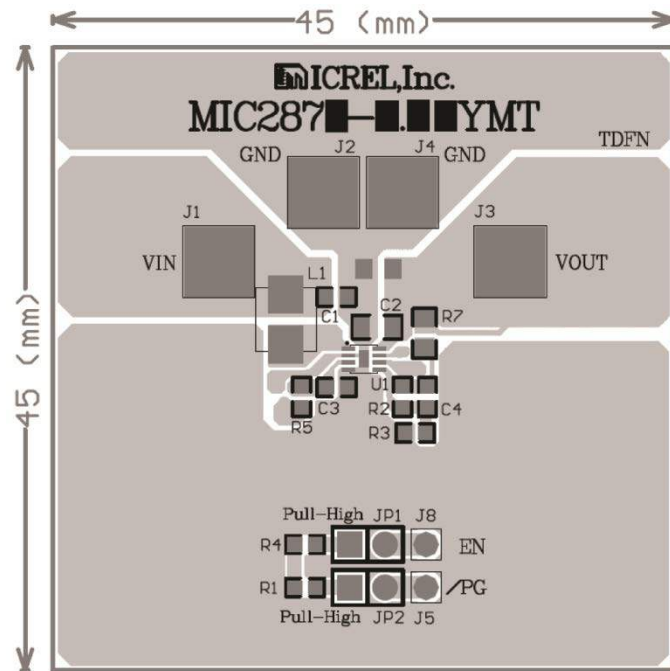 45 (mm)
45 (mm)
MICREL,Inc.
MIC287█-█.██YMT
TDFN
GND J2 J4 GND
J1 J3
VIN VOUT
L1
C1 C2 R7
U1
C3 R2 C4
R5 R3
Pull-High JP1 J8
R4 EN
R1 /PG
Pull-High JP2 J5